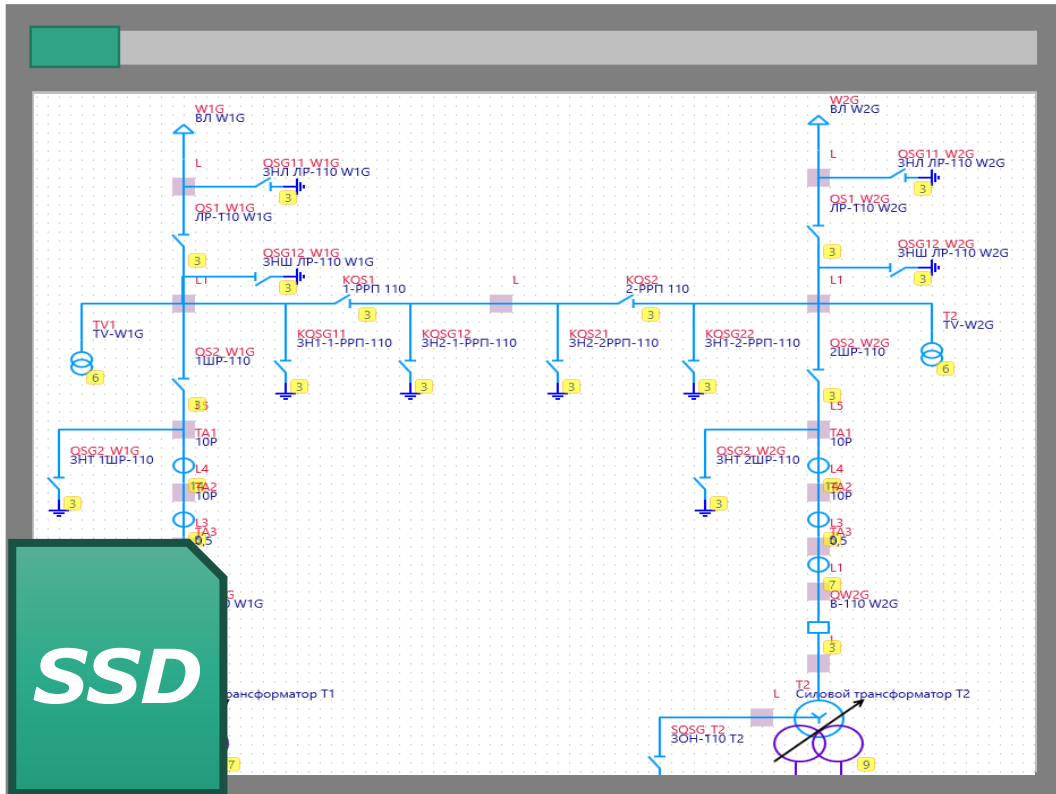 W1G
ВЛ W1G
W2G
ВЛ W2G
L
QSG11_W1G
ЗНЛ ЛР-110 W1G
3
L
QSG11_W2G
ЗНЛ ЛР-110 W2G
3
QS1_W1G
ЛР-110 W1G
3
QS1_W2G
ЛР-110 W2G
3
QSG12_W1G
ЗНШ ЛР-110 W1G
3
QSG12_W2G
ЗНШ ЛР-110 W2G
3
L1
KQS1
1-РРП 110
3
L
KQS2
2-РРП 110
3
L1
TV1
TV-W1G
6
KQSG11
ЗН1-1-РРП-110
3
KQSG12
ЗН2-1-РРП-110
3
KQS21
ЗН2-2РРП-110
3
KQSG22
ЗН1-2-РРП-110
3
T2
TV-W2G
6
QS2_W1G
1ШР-110
3
QS2_W2G
2ШР-110
3
L5
L5
TA1
10P
TA1
10P
QSG2_W1G
ЗНТ 1ШР-110
3
QSG2_W2G
ЗНТ 2ШР-110
3
L4
TA2
10P
L4
TA2
10P
L3
TA3
0,5
L3
TA3
0,5
L1
7
G
W1G
QW2G
В-110 W2G
L
3
SSD
рансформатор Т1
7
T2
Силовой трансформатор Т2
L
SQSG_T2
ЗОН-110 Т2
9